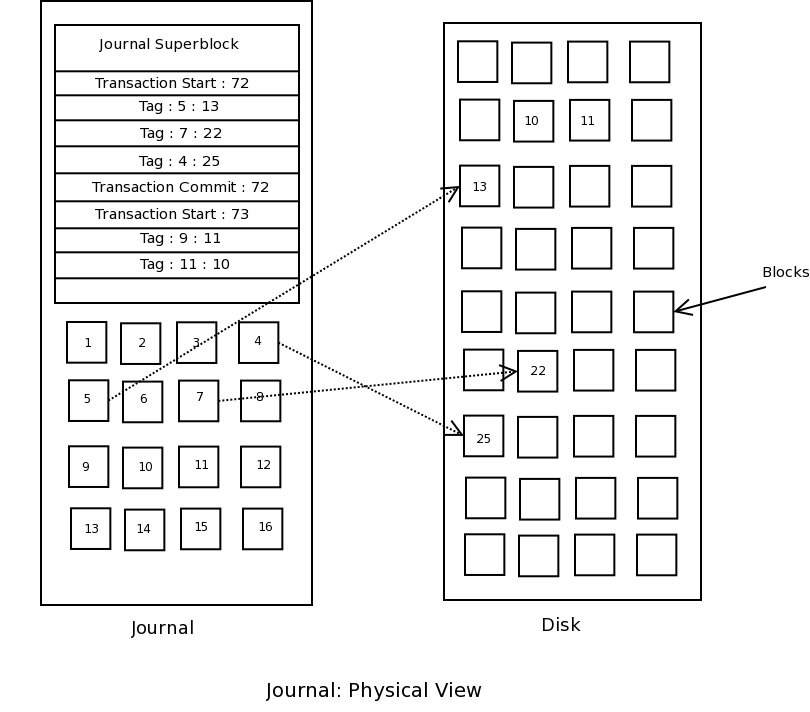 Journal Superblock
Transaction Start : 72
Tag : 5 : 13
Tag : 7 : 22
Tag : 4 : 25
Transaction Commit : 72
Transaction Start : 73
Tag : 9 : 11
Tag : 11 : 10
1 2 3 4
5 6 7 8
9 10 11 12
13 14 15 16
Journal
10 11
13
22
25
Blocks
Disk
Journal: Physical View